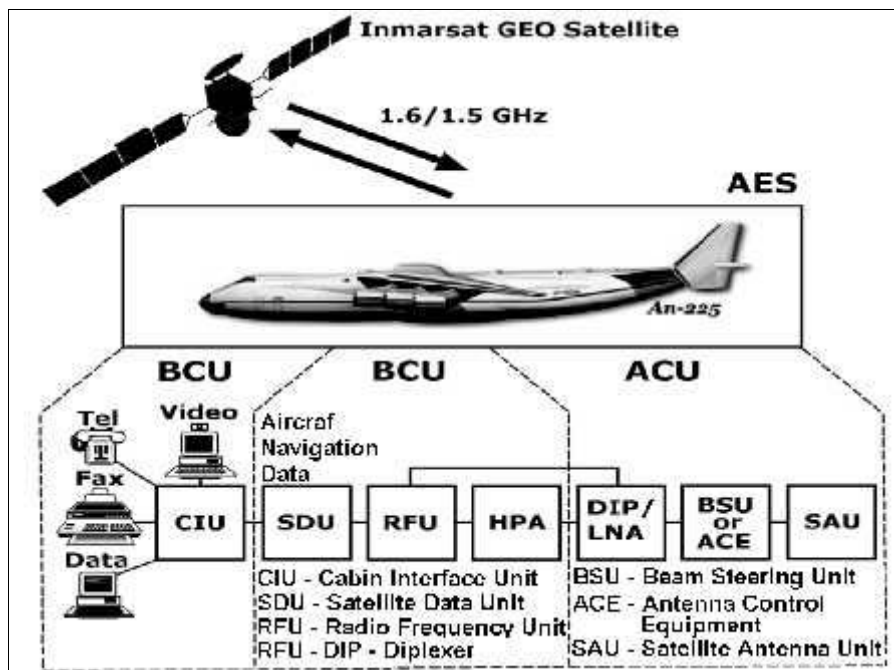 Inmarsat GEO Satellite
1.6/1.5 GHz
AES
An-225
BCU
BCU
ACU
Tel
Video
Fax
Data
CIU
Aircraf
Navigation
Data
SDU
RFU
HPA
DIP/
LNA
BSU
or
ACE
SAU
CIU - Cabin Interface Unit
SDU - Satellite Data Unit
RFU - Radio Frequency Unit
RFU - DIP - Diplexer
BSU - Beam Steering Unit
ACE - Antenna Control
Equipment
SAU - Satellite Antenna Unit